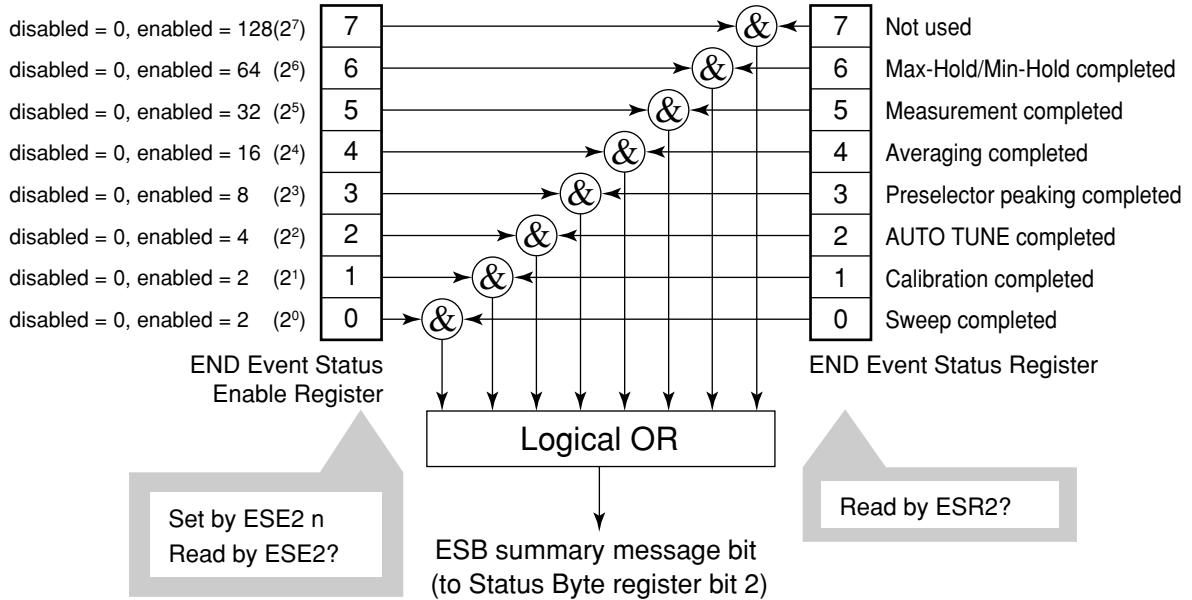 disabled = 0, enabled = 128(2⁷) 7 & 7 Not used
disabled = 0, enabled = 64 (2⁶) 6 & 6 Max-Hold/Min-Hold completed
disabled = 0, enabled = 32 (2⁵) 5 & 5 Measurement completed
disabled = 0, enabled = 16 (2⁴) 4 & 4 Averaging completed
disabled = 0, enabled = 8 (2³) 3 & 3 Preselector peaking completed
disabled = 0, enabled = 4 (2²) 2 & 2 AUTO TUNE completed
disabled = 0, enabled = 2 (2¹) 1 & 1 Calibration completed
disabled = 0, enabled = 2 (2⁰) 0 & 0 Sweep completed
END Event Status
Enable Register
END Event Status Register
Logical OR
Set by ESE2 n
Read by ESE2?
Read by ESR2?
ESB summary message bit
(to Status Byte register bit 2)